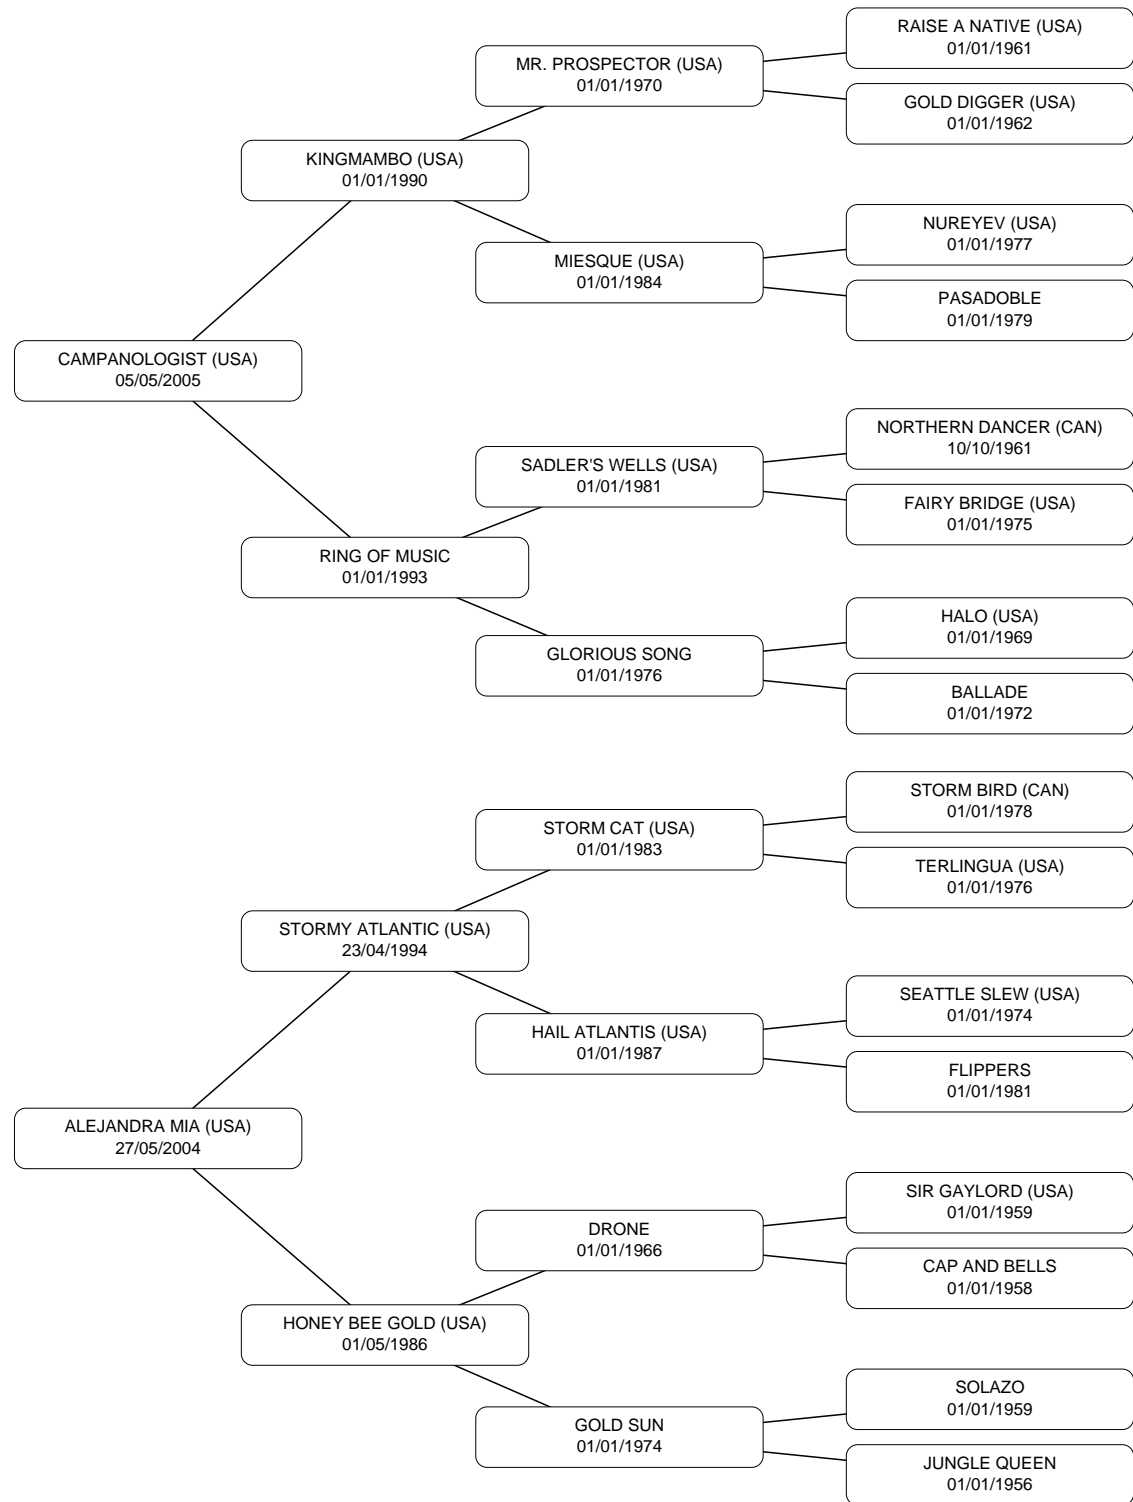 RAISE A NATIVE (USA)
01/01/1961
MR. PROSPECTOR (USA)
01/01/1970
GOLD DIGGER (USA)
01/01/1962
KINGMAMBO (USA)
01/01/1990
NUREYEV (USA)
01/01/1977
MIESQUE (USA)
01/01/1984
PASADOBLE
01/01/1979
CAMPANOLOGIST (USA)
05/05/2005
NORTHERN DANCER (CAN)
10/10/1961
SADLER'S WELLS (USA)
01/01/1981
FAIRY BRIDGE (USA)
01/01/1975
RING OF MUSIC
01/01/1993
HALO (USA)
01/01/1969
GLORIOUS SONG
01/01/1976
BALLADE
01/01/1972
STORM BIRD (CAN)
01/01/1978
STORM CAT (USA)
01/01/1983
TERLINGUA (USA)
01/01/1976
STORMY ATLANTIC (USA)
23/04/1994
SEATTLE SLEW (USA)
01/01/1974
HAIL ATLANTIS (USA)
01/01/1987
FLIPPERS
01/01/1981
ALEJANDRA MIA (USA)
27/05/2004
SIR GAYLORD (USA)
01/01/1959
DRONE
01/01/1966
CAP AND BELLS
01/01/1958
HONEY BEE GOLD (USA)
01/05/1986
SOLAZO
01/01/1959
GOLD SUN
01/01/1974
JUNGLE QUEEN
01/01/1956